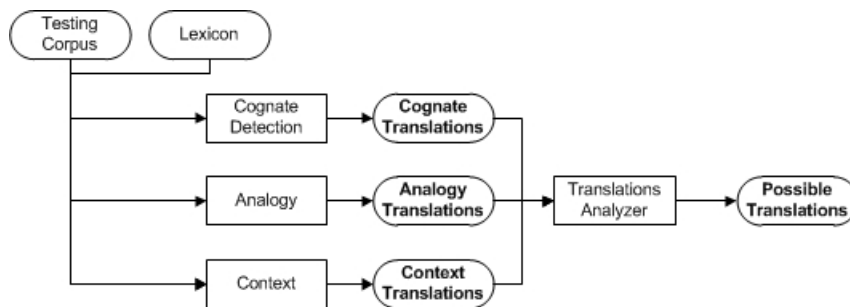 Testing
Corpus
Lexicon
Cognate
Detection
Cognate
Translations
Analogy
Analogy
Translations
Translations
Analyzer
Possible
Translations
Context
Context
Translations